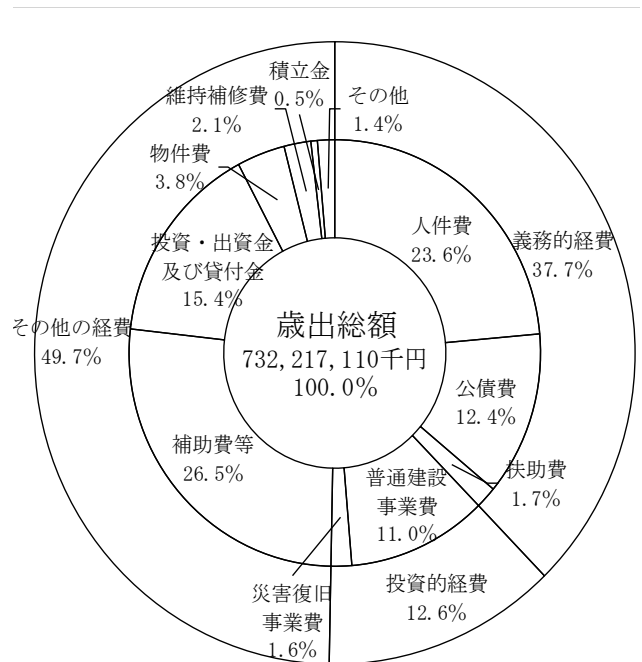 積立金
0.5%
その他
1.4%
維持補修費
2.1%
物件費
3.8%
人件費
23.6%
義務的経費
37.7%
投資・出資金
及び貸付金
15.4%
その他の経費
49.7%
歳出総額
732,217,110千円
100.0%
公債費
12.4%
補助費等
26.5%
扶助費
1.7%
普通建設
事業費
11.0%
投資的経費
12.6%
災害復旧
事業費
1.6%